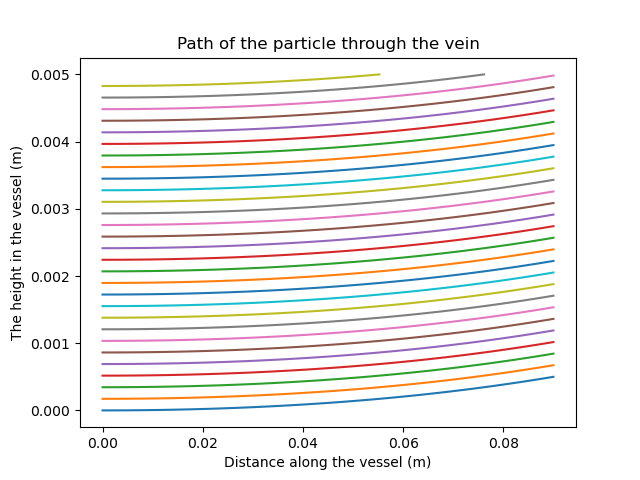 Path of the particle through the vein
0.005
0.004
0.003
0.002
0.001
0.000
The height in the vessel (m)
0.00 0.02 0.04 0.06 0.08
Distance along the vessel (m)